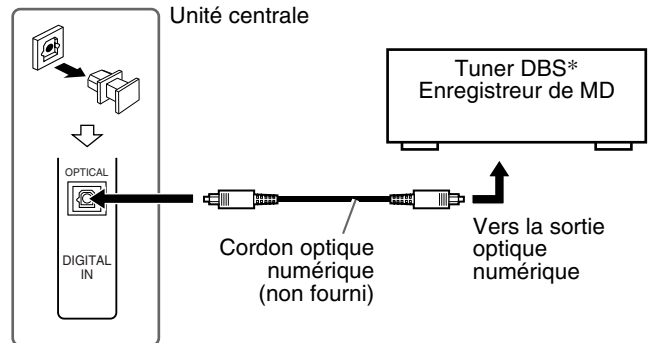 Unité centrale
Tuner DBS*
Enregistreur de MD
OPTICAL
DIGITAL
IN
Cordon optique
numérique
(non fourni)
Vers la sortie
optique
numérique